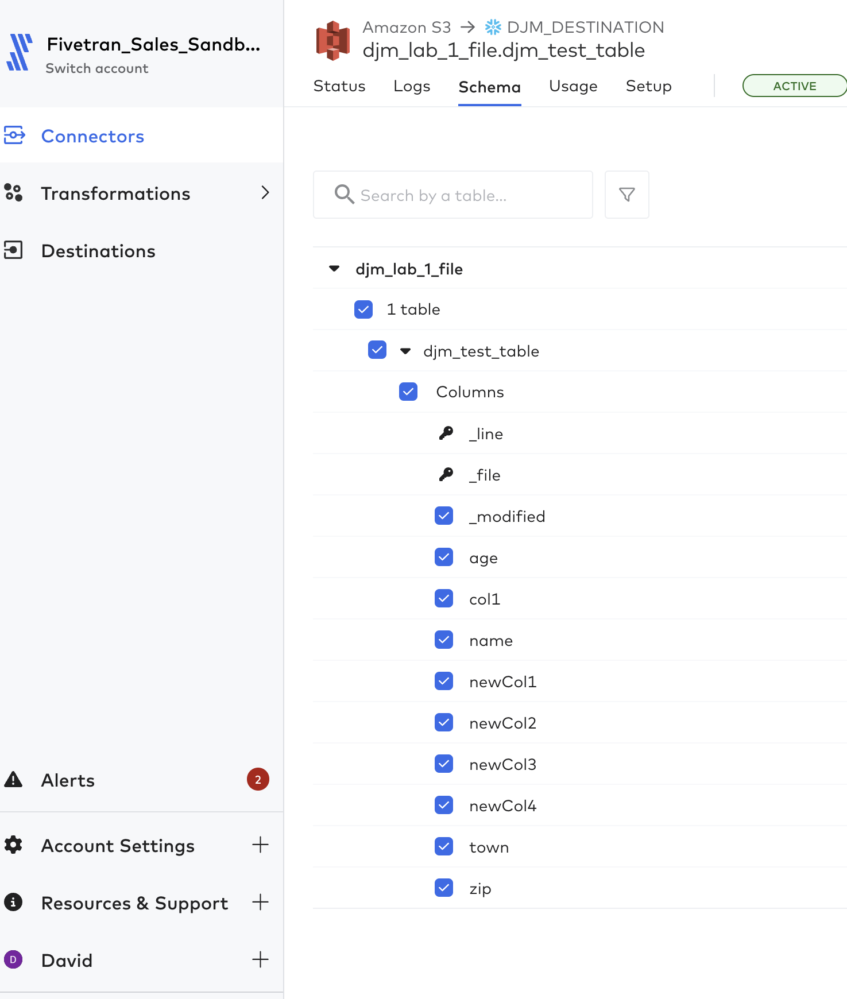 Fivetran_Sales_Sandb...
Switch account
Connectors
Transformations
Destinations
Alerts
2
Account Settings
Resources & Support
D
David
Amazon S3 → DJM_DESTINATION
djm_lab_1_file.djm_test_table
Status Logs Schema Usage Setup ACTIVE
Search by a table...
djm_lab_1_file
1 table
djm_test_table
Columns
_line
_file
_modified
age
col1
name
newCol1
newCol2
newCol3
newCol4
town
zip